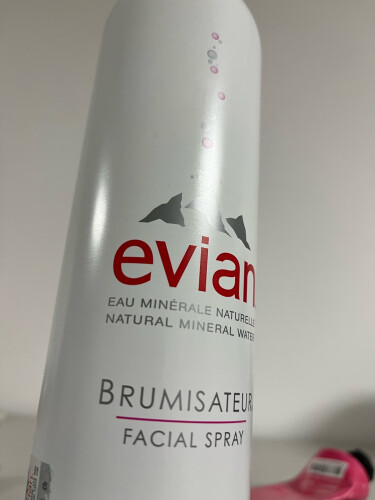 evian
EAU MINÉRALE NATURELLE
NATURAL MINERAL WATER
BRUMISATEUR
FACIAL SPRAY